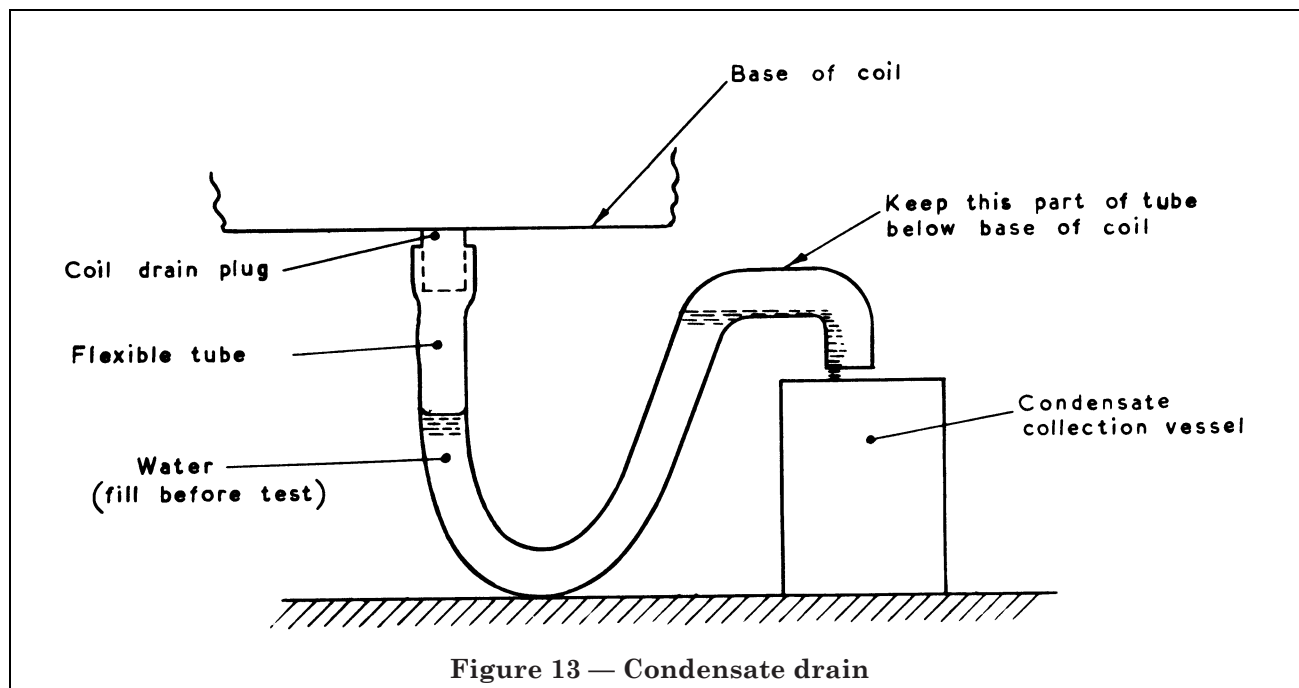 Base of coil
Keep this part of tube
below base of coil
Coil drain plug
Flexible tube
Condensate
collection vessel
Water
(fill before test)
Figure 13 — Condensate drain